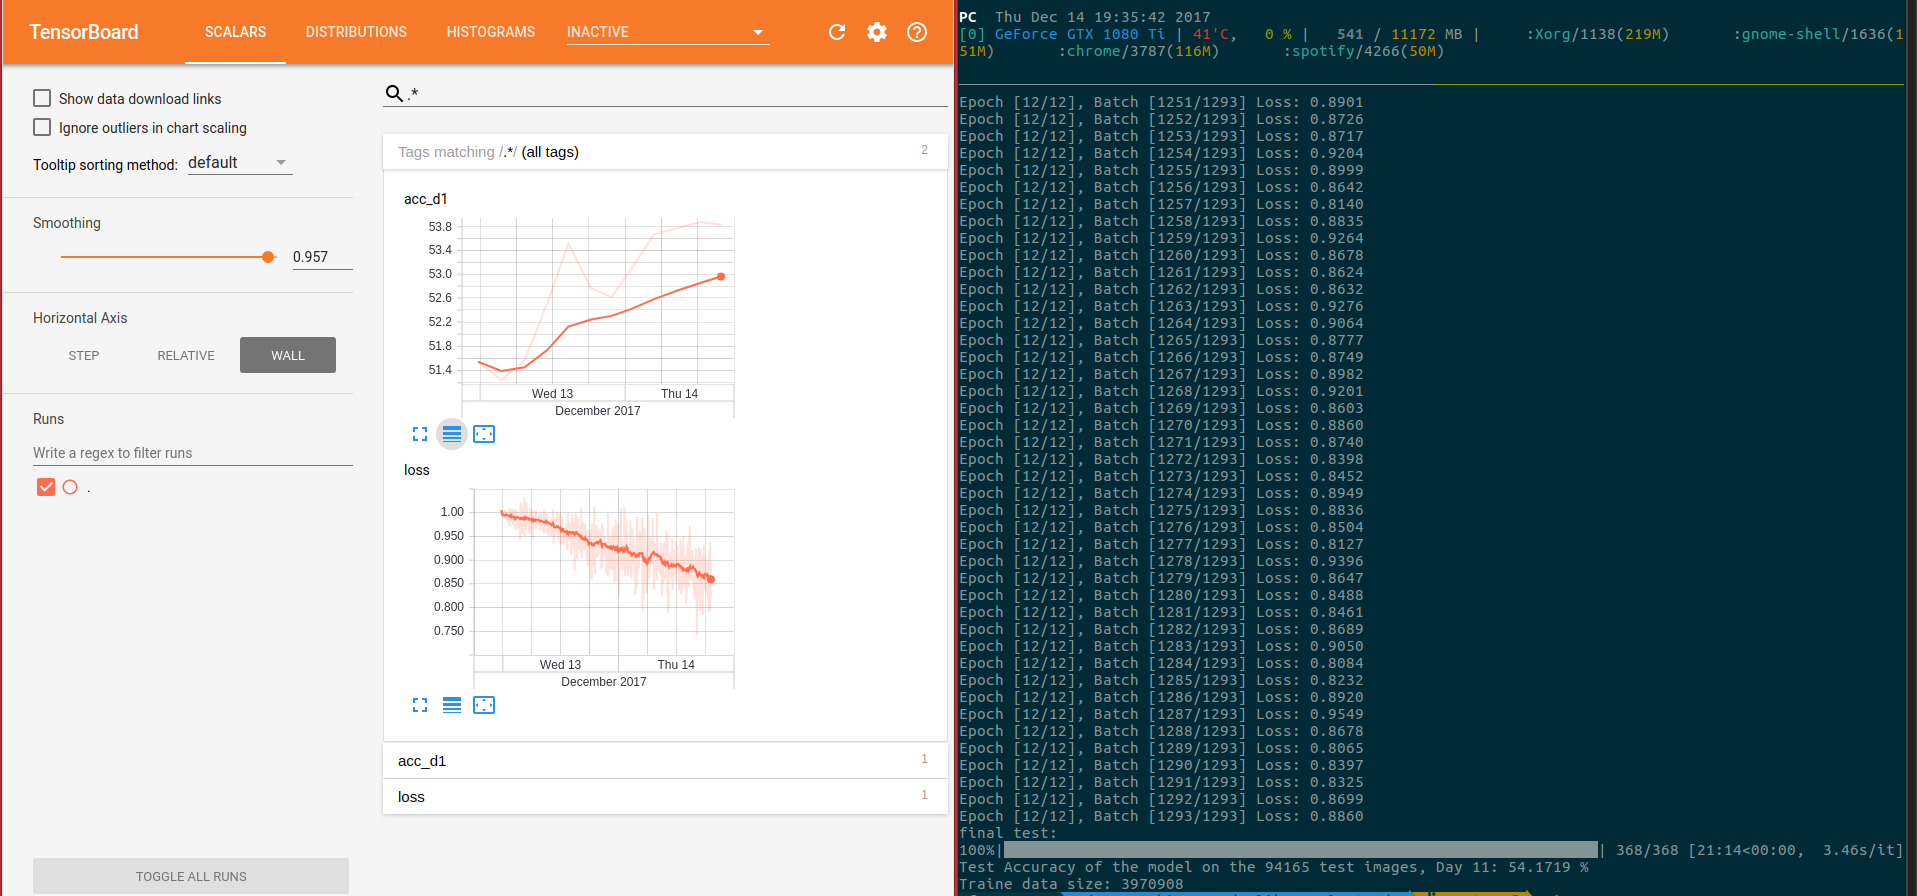 TensorBoard
SCALARS
DISTRIBUTIONS
HISTOGRAMS
INACTIVE
Show data download links
Ignore outliers in chart scaling
Tooltip sorting method: default
Smoothing
0.957
Horizontal Axis
STEP
RELATIVE
WALL
Runs
Write a regex to filter runs
.
TOGGLE ALL RUNS
.*
Tags matching /.*/ (all tags) 2
acc_d1
53.8
53.4
53.0
52.6
52.2
51.8
51.4
Wed 13 Thu 14
December 2017
loss
1.00
0.950
0.900
0.850
0.800
0.750
Wed 13 Thu 14
December 2017
acc_d1 1
loss 1
PC Thu Dec 14 19:35:42 2017
[0] GeForce GTX 1080 Ti | 41'C, 0 % | 541 / 11172 MB | :Xorg/1138(219M) :gnome-shell/1636(1
51M) :chrome/3787(116M) :spotify/4266(50M)
Epoch [12/12], Batch [1251/1293] Loss: 0.8901
Epoch [12/12], Batch [1252/1293] Loss: 0.8726
Epoch [12/12], Batch [1253/1293] Loss: 0.8717
Epoch [12/12], Batch [1254/1293] Loss: 0.9204
Epoch [12/12], Batch [1255/1293] Loss: 0.8999
Epoch [12/12], Batch [1256/1293] Loss: 0.8642
Epoch [12/12], Batch [1257/1293] Loss: 0.8140
Epoch [12/12], Batch [1258/1293] Loss: 0.8835
Epoch [12/12], Batch [1259/1293] Loss: 0.9264
Epoch [12/12], Batch [1260/1293] Loss: 0.8678
Epoch [12/12], Batch [1261/1293] Loss: 0.8624
Epoch [12/12], Batch [1262/1293] Loss: 0.8632
Epoch [12/12], Batch [1263/1293] Loss: 0.9276
Epoch [12/12], Batch [1264/1293] Loss: 0.9064
Epoch [12/12], Batch [1265/1293] Loss: 0.8777
Epoch [12/12], Batch [1266/1293] Loss: 0.8749
Epoch [12/12], Batch [1267/1293] Loss: 0.8982
Epoch [12/12], Batch [1268/1293] Loss: 0.9201
Epoch [12/12], Batch [1269/1293] Loss: 0.8603
Epoch [12/12], Batch [1270/1293] Loss: 0.8860
Epoch [12/12], Batch [1271/1293] Loss: 0.8740
Epoch [12/12], Batch [1272/1293] Loss: 0.8398
Epoch [12/12], Batch [1273/1293] Loss: 0.8452
Epoch [12/12], Batch [1274/1293] Loss: 0.8949
Epoch [12/12], Batch [1275/1293] Loss: 0.8836
Epoch [12/12], Batch [1276/1293] Loss: 0.8504
Epoch [12/12], Batch [1277/1293] Loss: 0.8127
Epoch [12/12], Batch [1278/1293] Loss: 0.9396
Epoch [12/12], Batch [1279/1293] Loss: 0.8647
Epoch [12/12], Batch [1280/1293] Loss: 0.8488
Epoch [12/12], Batch [1281/1293] Loss: 0.8461
Epoch [12/12], Batch [1282/1293] Loss: 0.8689
Epoch [12/12], Batch [1283/1293] Loss: 0.9050
Epoch [12/12], Batch [1284/1293] Loss: 0.8084
Epoch [12/12], Batch [1285/1293] Loss: 0.8232
Epoch [12/12], Batch [1286/1293] Loss: 0.8920
Epoch [12/12], Batch [1287/1293] Loss: 0.9549
Epoch [12/12], Batch [1288/1293] Loss: 0.8678
Epoch [12/12], Batch [1289/1293] Loss: 0.8065
Epoch [12/12], Batch [1290/1293] Loss: 0.8397
Epoch [12/12], Batch [1291/1293] Loss: 0.8325
Epoch [12/12], Batch [1292/1293] Loss: 0.8699
Epoch [12/12], Batch [1293/1293] Loss: 0.8860
final test:
100%| | 368/368 [21:14<00:00, 3.46s/it]
Test Accuracy of the model on the 94165 test images, Day 11: 54.1719 %
Traine data size: 3970908